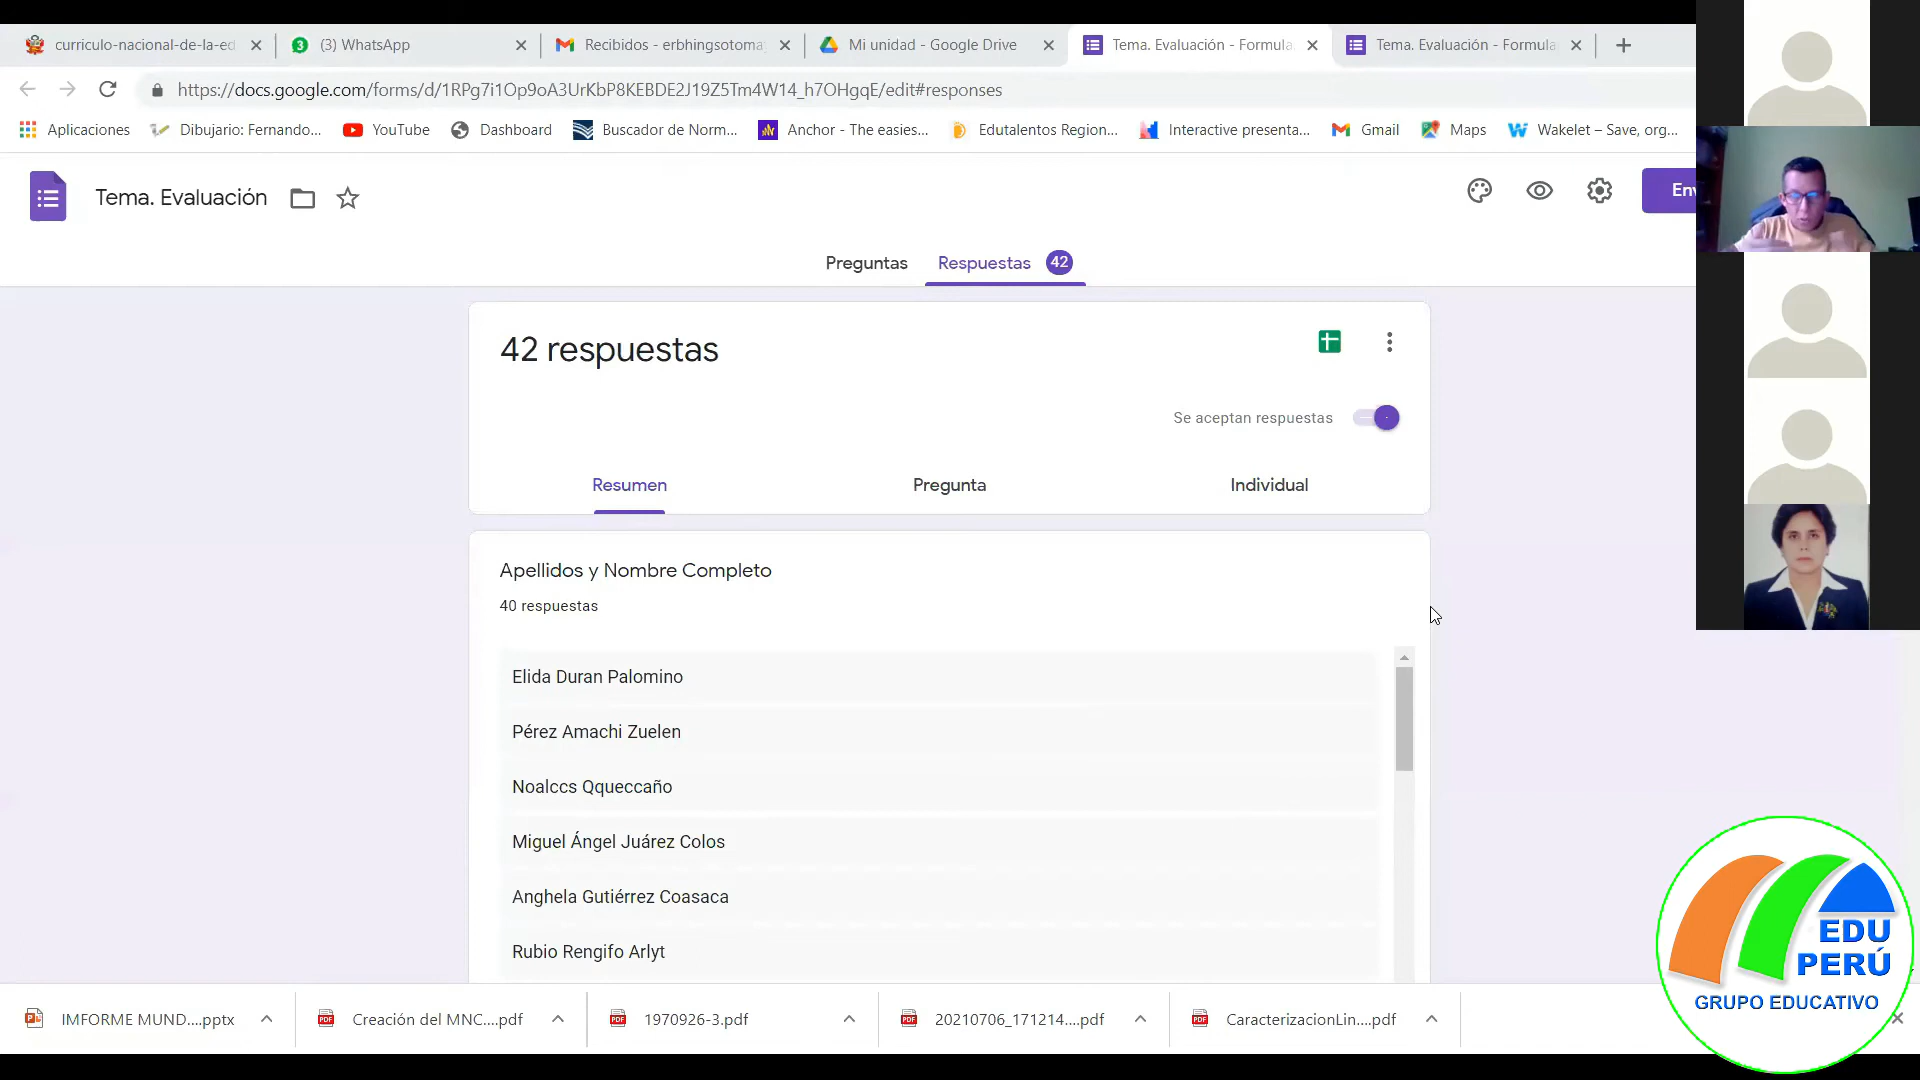 curriculo-nacional-de-la-ed
(3) WhatsApp
Recibidos - erbhingsotoma
Mi unidad - Google Drive
Tema. Evaluación - Formula
Tema. Evaluación - Formula
https://docs.google.com/forms/d/1RPg7i1Op9oA3UrKbP8KEBDE2J19Z5Tm4W14_h7OHgqE/edit#responses
Aplicaciones
Dibujario: Fernando...
YouTube
Dashboard
Buscador de Norm...
Anchor - The easies...
Edutalentos Region...
Interactive presenta...
Gmail
Maps
Wakelet – Save, org...
Tema. Evaluación
Env
Preguntas
Respuestas 42
42 respuestas
Se aceptan respuestas
Resumen
Pregunta
Individual
Apellidos y Nombre Completo
40 respuestas
Elida Duran Palomino
Pérez Amachi Zuelen
Noalccs Qqueccaño
Miguel Ángel Juárez Colos
Anghela Gutiérrez Coasaca
Rubio Rengifo Arlyt
EDU
PERÚ
GRUPO EDUCATIVO
IMFORME MUND....pptx
Creación del MNC....pdf
1970926-3.pdf
20210706_171214....pdf
CaracterizacionLin....pdf